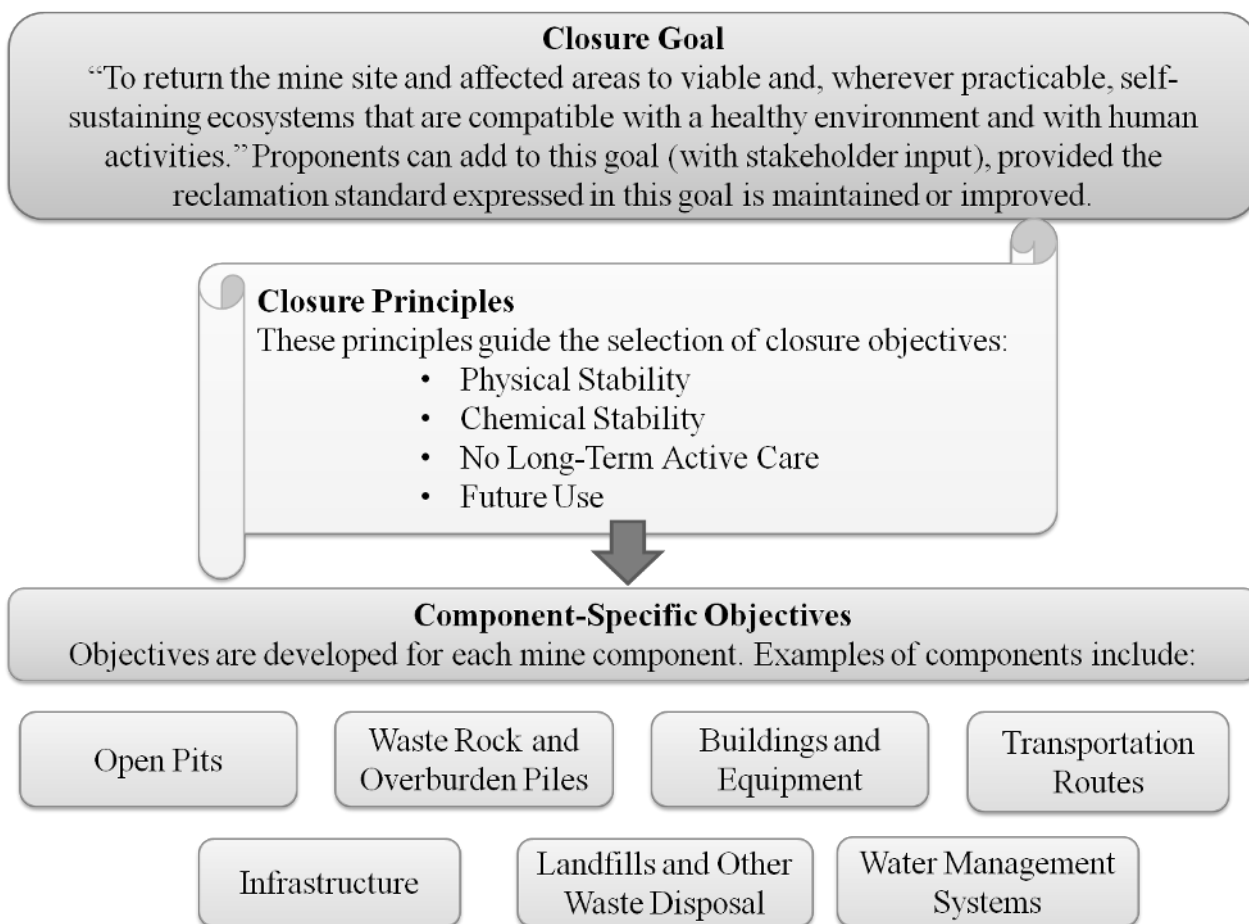 Closure Goal
“To return the mine site and affected areas to viable and, wherever practicable, self-
sustaining ecosystems that are compatible with a healthy environment and with human
activities.” Proponents can add to this goal (with stakeholder input), provided the
reclamation standard expressed in this goal is maintained or improved.
Closure Principles
These principles guide the selection of closure objectives:
• Physical Stability
• Chemical Stability
• No Long-Term Active Care
• Future Use
Component-Specific Objectives
Objectives are developed for each mine component. Examples of components include:
Open Pits
Waste Rock and
Overburden Piles
Buildings and
Equipment
Transportation
Routes
Infrastructure
Landfills and Other
Waste Disposal
Water Management
Systems